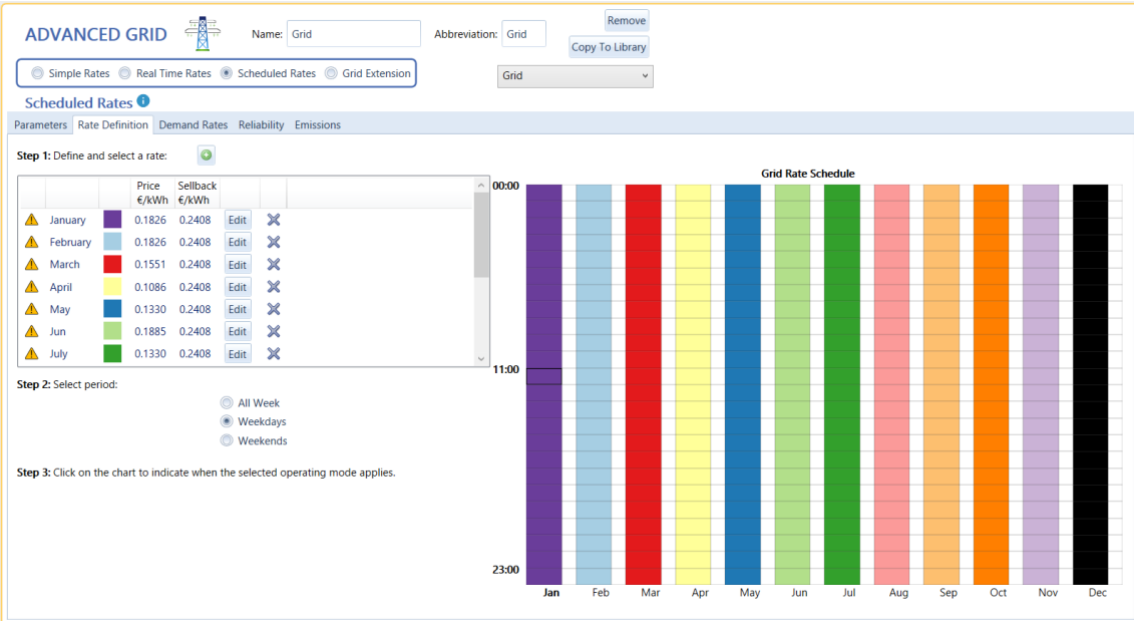 ADVANCED GRID
Name: Grid
Abbreviation: Grid
Remove
Copy To Library
Simple Rates Real Time Rates Scheduled Rates Grid Extension
Grid
Scheduled Rates
Parameters Rate Definition Demand Rates Reliability Emissions
Step 1: Define and select a rate:
Price Sellback
€/kWh €/kWh
January 0.1826 0.2408 Edit
February 0.1826 0.2408 Edit
March 0.1551 0.2408 Edit
April 0.1086 0.2408 Edit
May 0.1330 0.2408 Edit
Jun 0.1885 0.2408 Edit
July 0.1330 0.2408 Edit
Step 2: Select period:
All Week
Weekdays
Weekends
Step 3: Click on the chart to indicate when the selected operating mode applies.
Grid Rate Schedule
00:00
11:00
23:00
Jan Feb Mar Apr May Jun Jul Aug Sep Oct Nov Dec